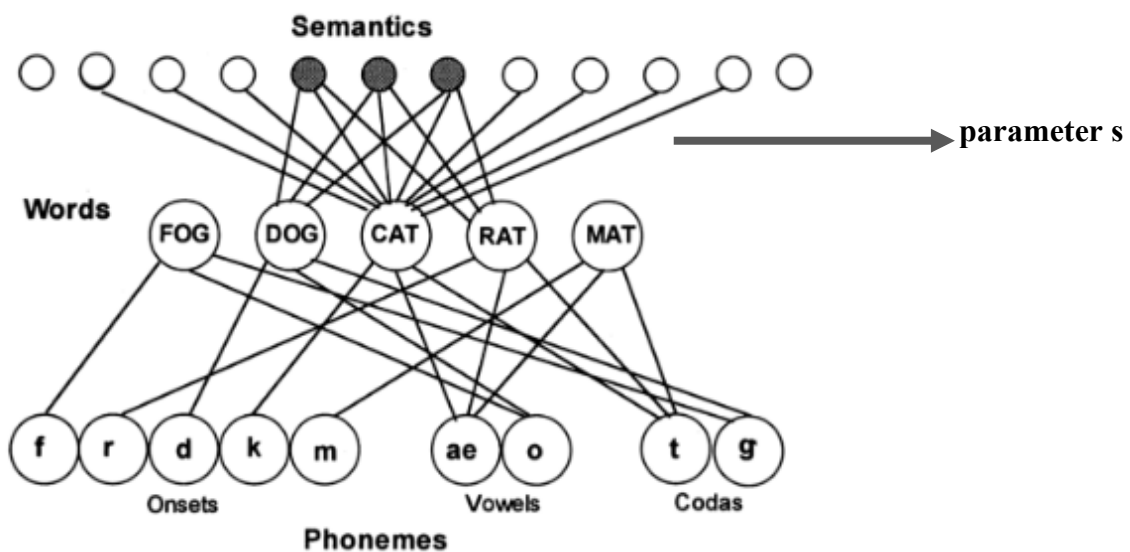 Semantics
parameter s
Words
FOG DOG CAT RAT MAT
f r d k m ae o t g
Onsets Vowels Codas
Phonemes